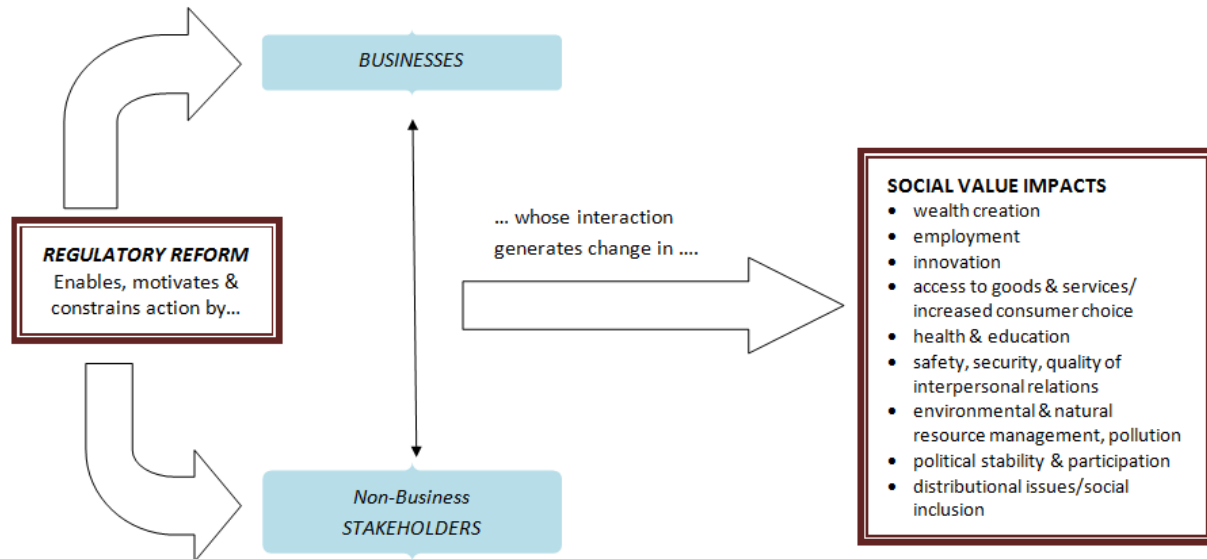 BUSINESSES
REGULATORY REFORM
Enables, motivates &
constrains action by...
Non-Business
STAKEHOLDERS
... whose interaction
generates change in ....
SOCIAL VALUE IMPACTS
• wealth creation
• employment
• innovation
• access to goods & services/
increased consumer choice
• health & education
• safety, security, quality of
interpersonal relations
• environmental & natural
resource management, pollution
• political stability & participation
• distributional issues/social
inclusion